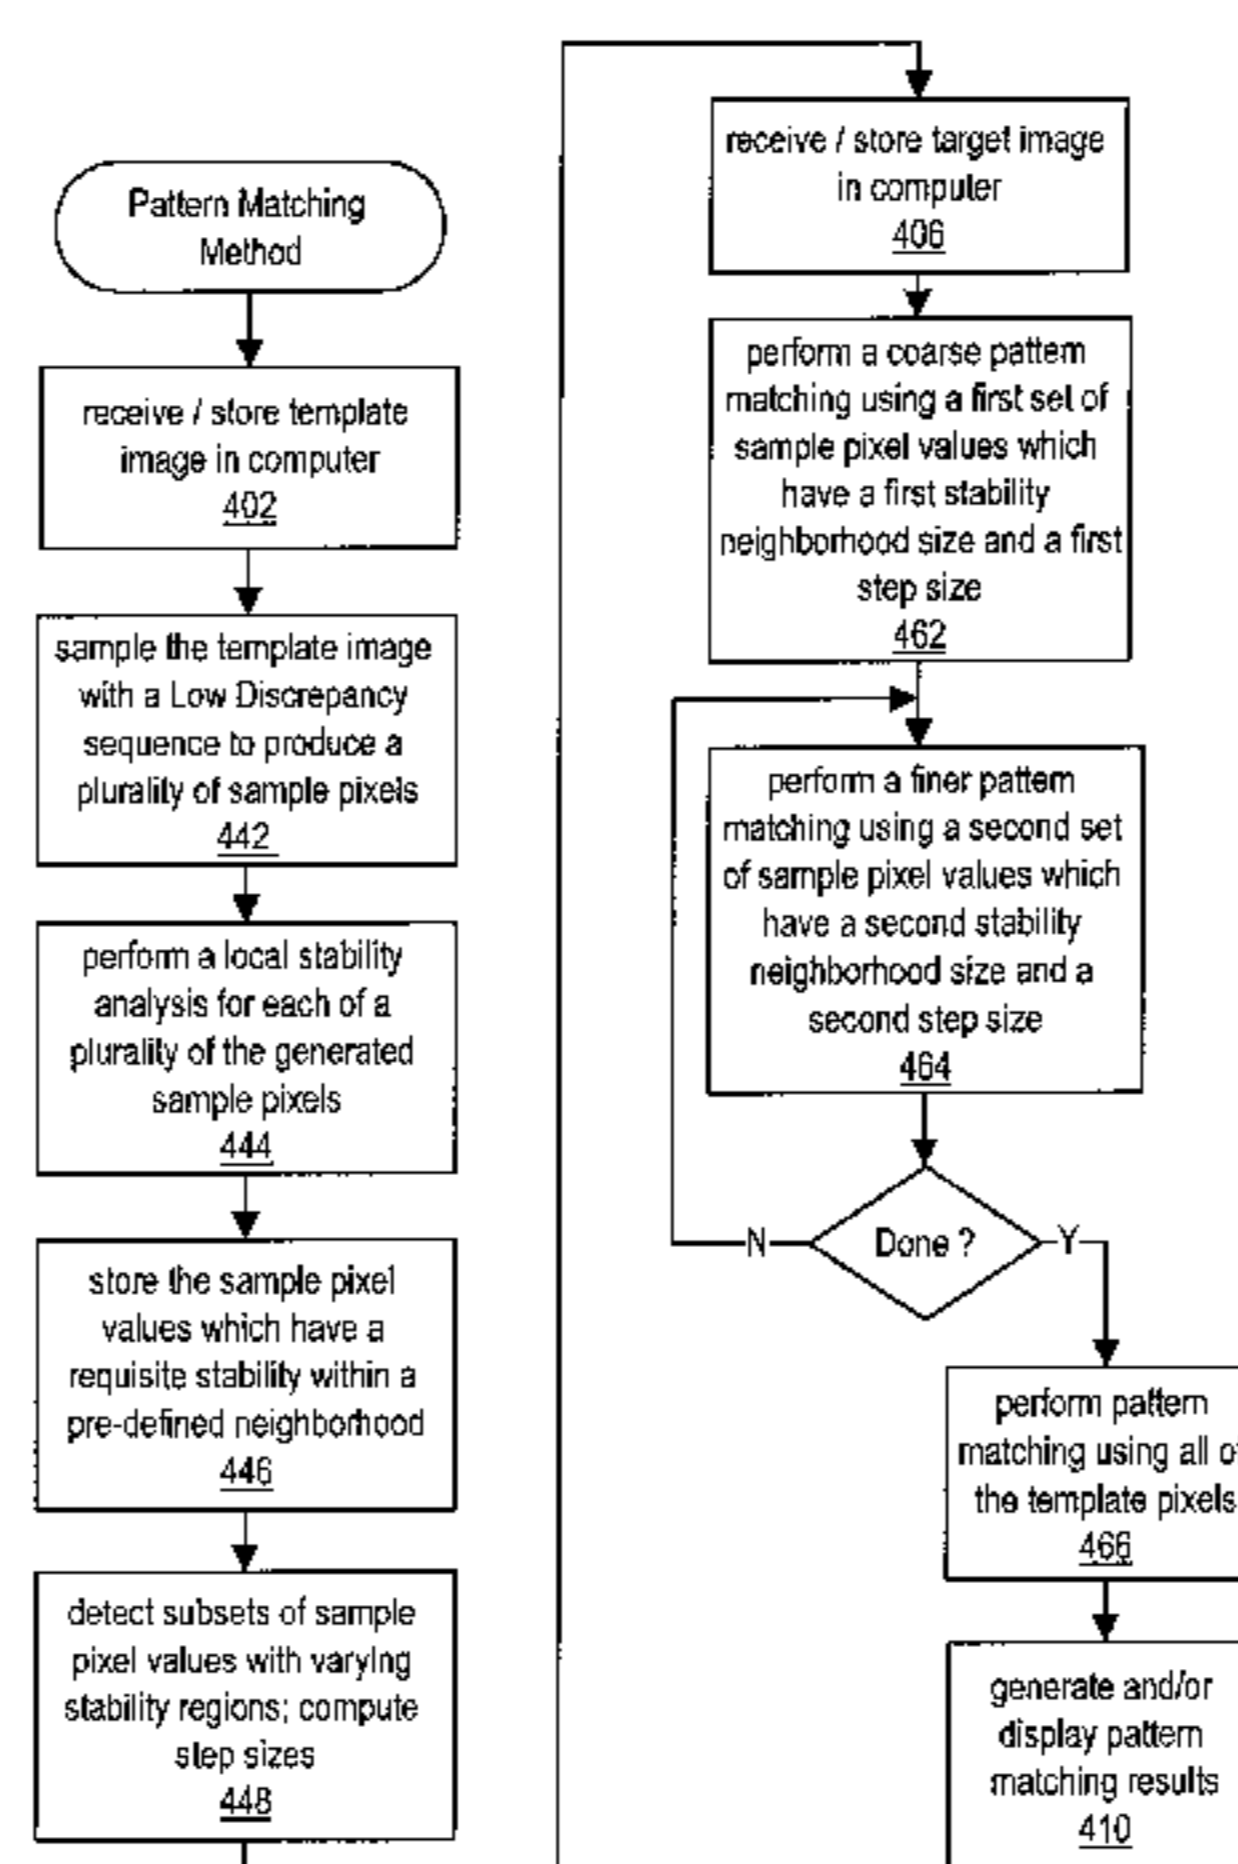 Pattern Matching
Method
receive / store template
image in computer
402
sample the template image
with a Low Discrepancy
sequence to produce a
plurality of sample pixels
442
perform a local stability
analysis for each of a
plurality of the generated
sample pixels
444
store the sample pixel
values which have a
requisite stability within a
pre-defined neighborhood
446
detect subsets of sample
pixel values with varying
stability regions; compute
step sizes
448
receive / store target image
in computer
406
perform a coarse pattern
matching using a first set of
sample pixel values which
have a first stability
neighborhood size and a first
step size
462
perform a finer pattern
matching using a second set
of sample pixel values which
have a second stability
neighborhood size and a
second step size
464
N
Done ?
Y
perform pattern
matching using all of
the template pixels
466
generate and/or
display pattern
matching results
410